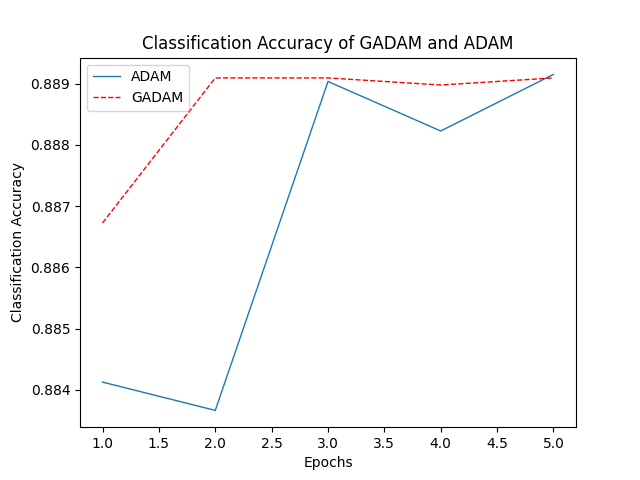 Classification Accuracy of GADAM and ADAM
ADAM
GADAM
Classification Accuracy
0.889
0.888
0.887
0.886
0.885
0.884
1.0 1.5 2.0 2.5 3.0 3.5 4.0 4.5 5.0
Epochs